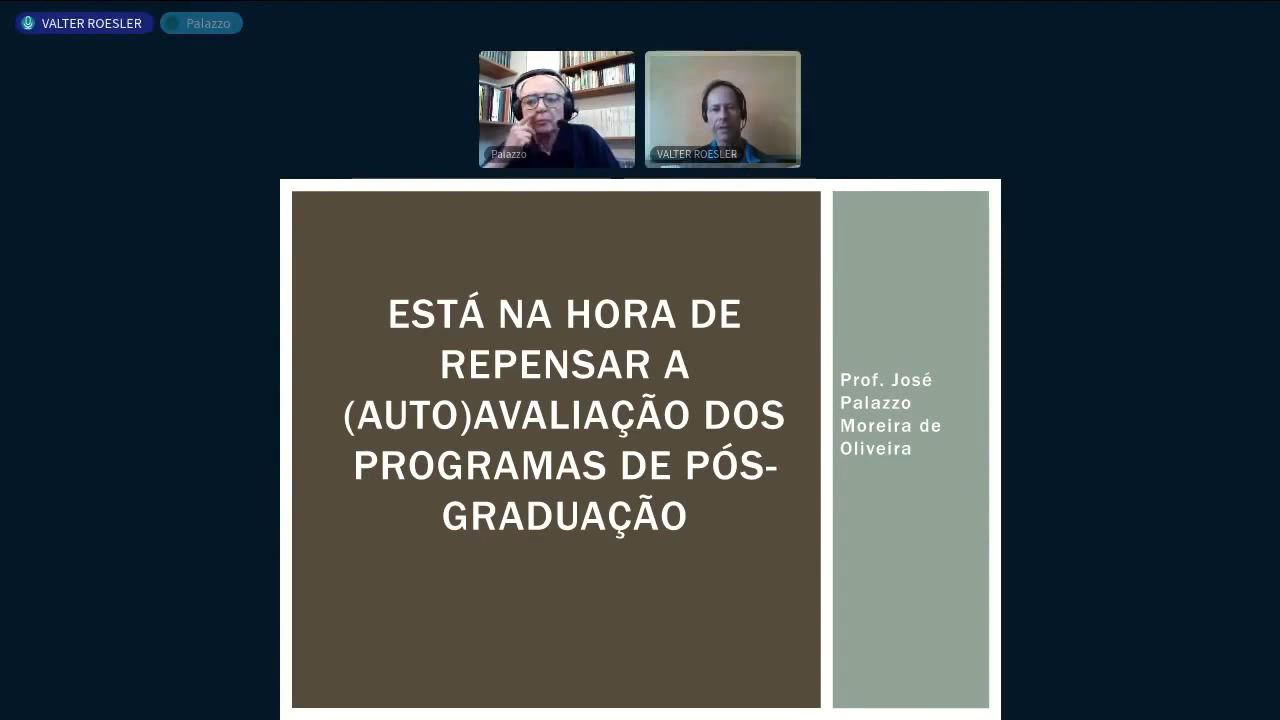 VALTER ROESLER
Palazzo
Palazzo
VALTER ROESLER
ESTÁ NA HORA DE
REPENSAR A
(AUTO)AVALIAÇÃO DOS
PROGRAMAS DE PÓS-
GRADUAÇÃO
Prof. José
Palazzo
Moreira de
Oliveira